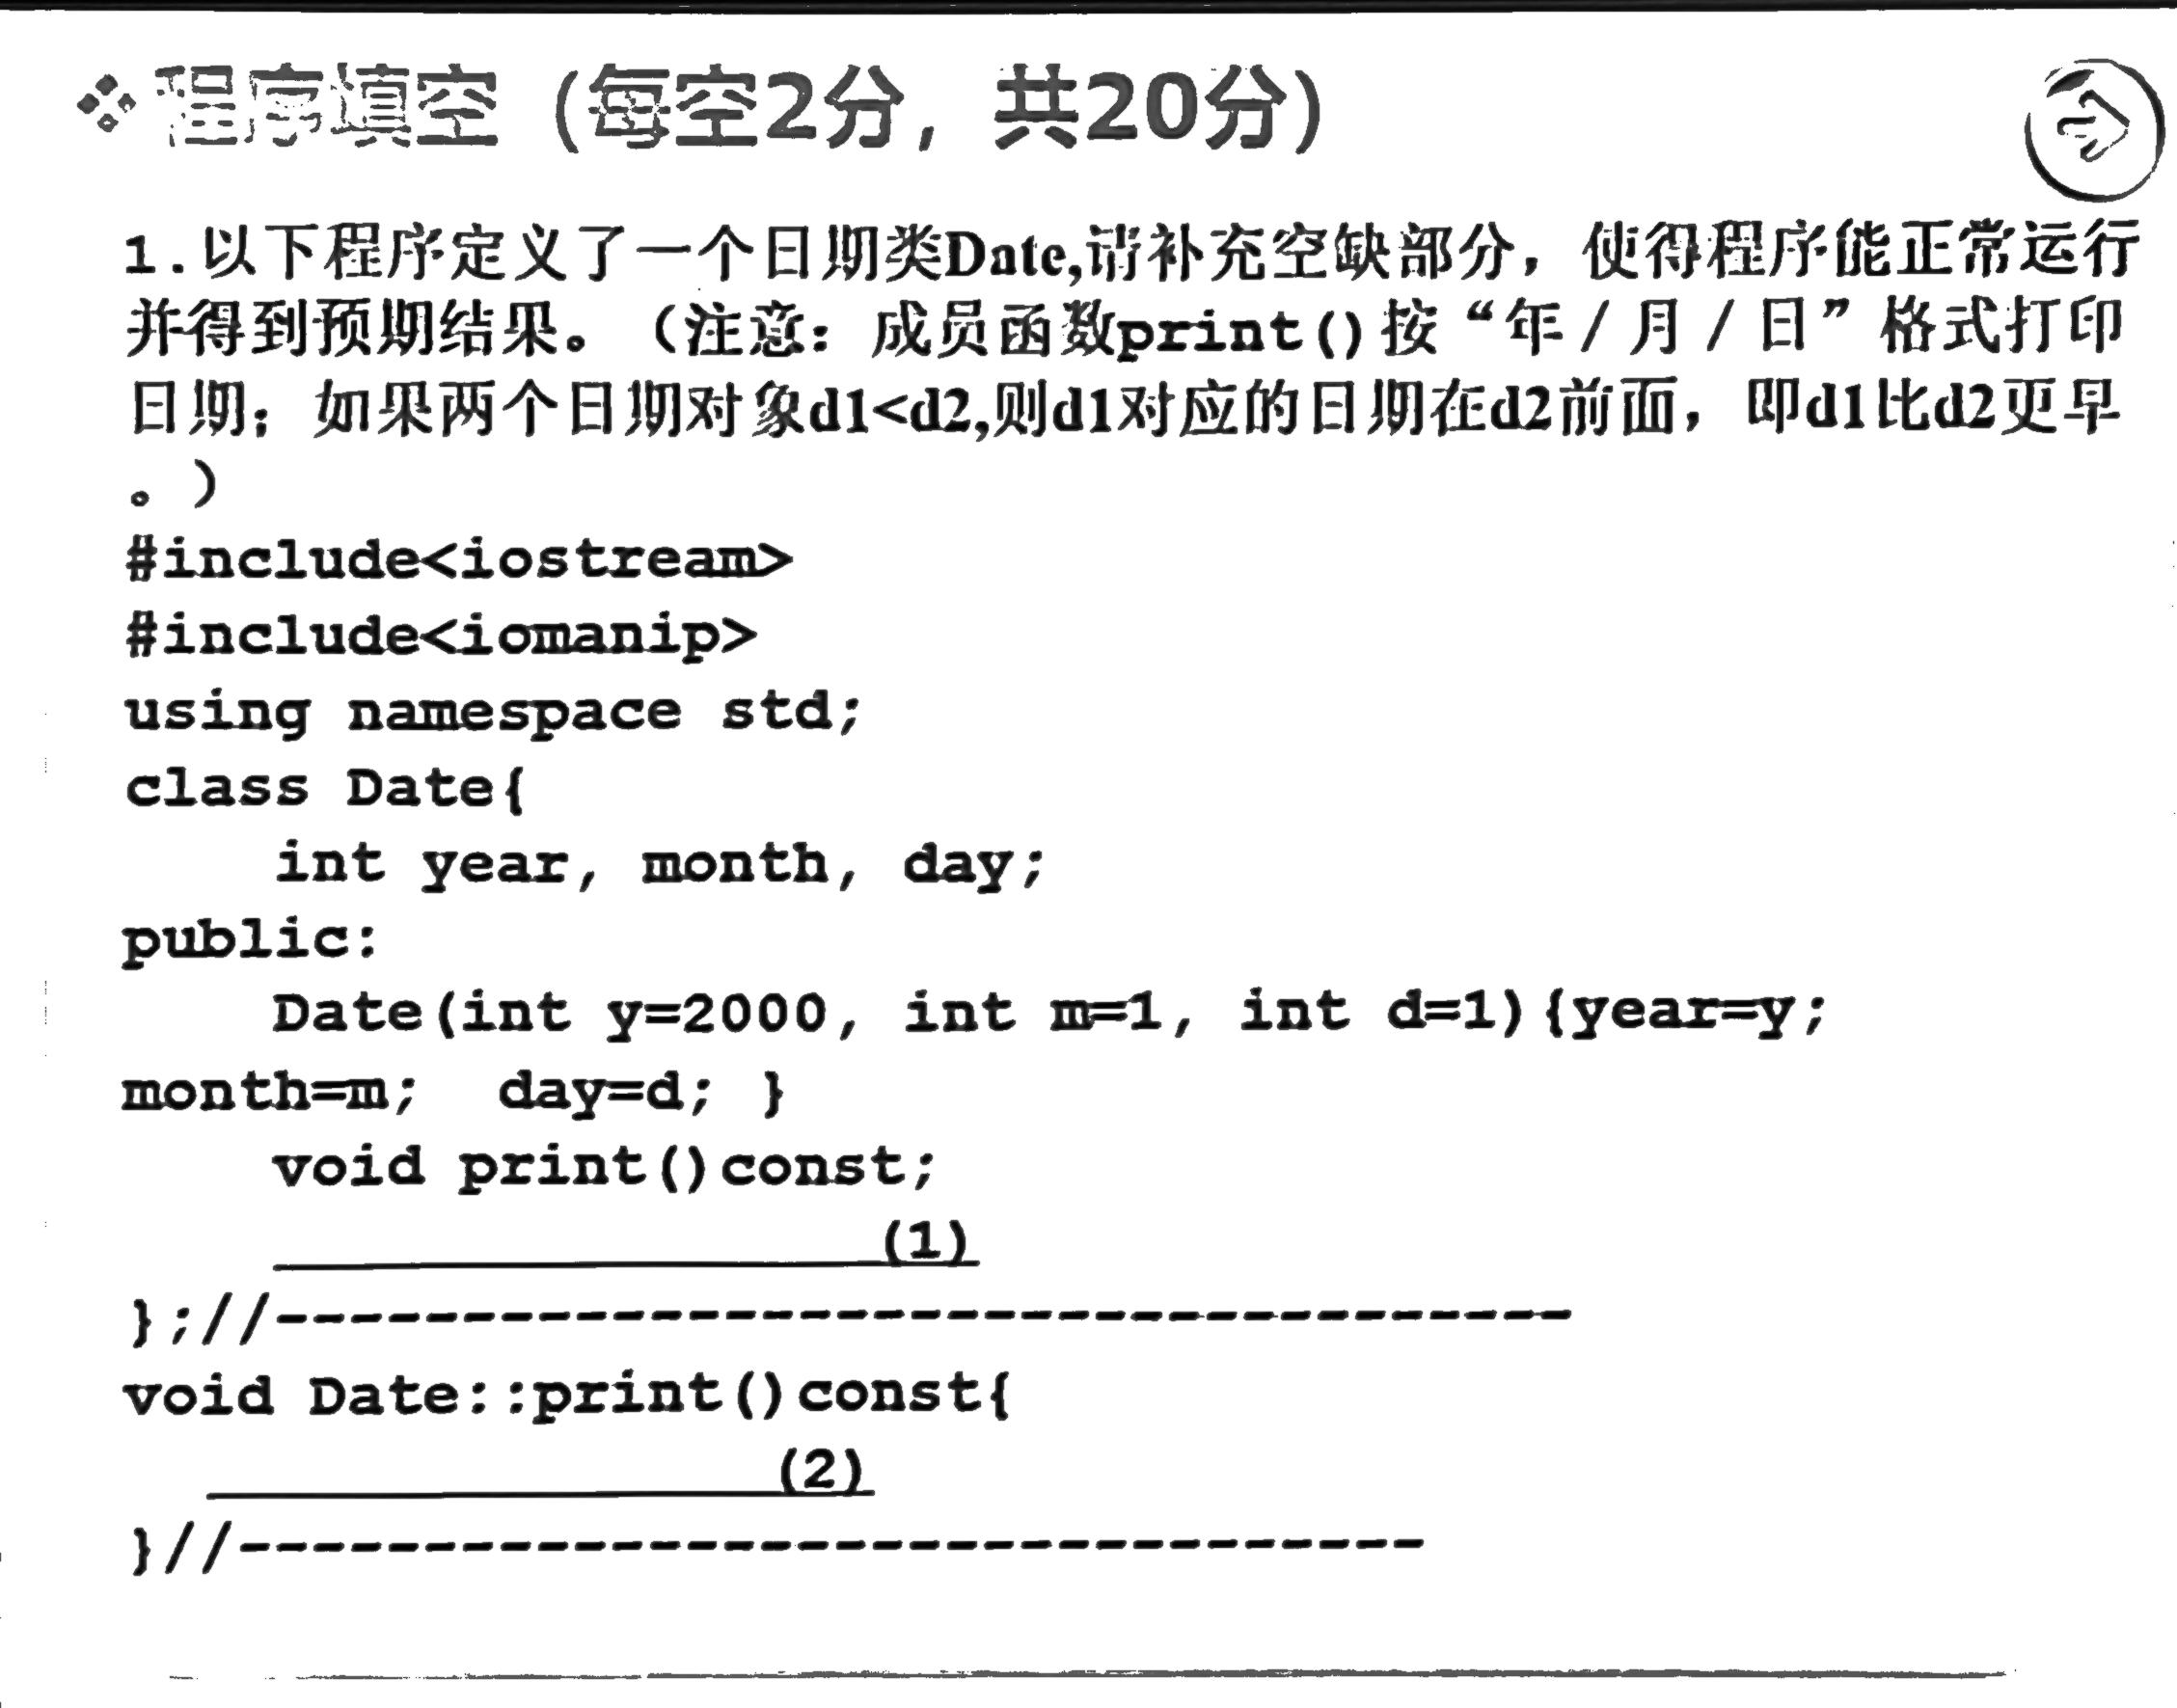 ❖程序填空（每空2分，共20分）
1.以下程序定义了一个日期类Date,请补充空缺部分，使得程序能正常运行
并得到预期结果。（注意：成员函数print()按“年/月/日”格式打印
日期；如果两个日期对象d1<d2,则d1对应的日期在d2前面，即d1比d2更早
。）
#include<iostream>
#include<iomanip>
using namespace std;
class Date{
    int year, month, day;
public:
    Date(int y=2000, int m=1, int d=1){year=y;
month=m;  day=d; }
    void print()const;
    ________________(1)
};//-----------------------------------
void Date::print()const{
  _______________(2)
}//--------------------------------